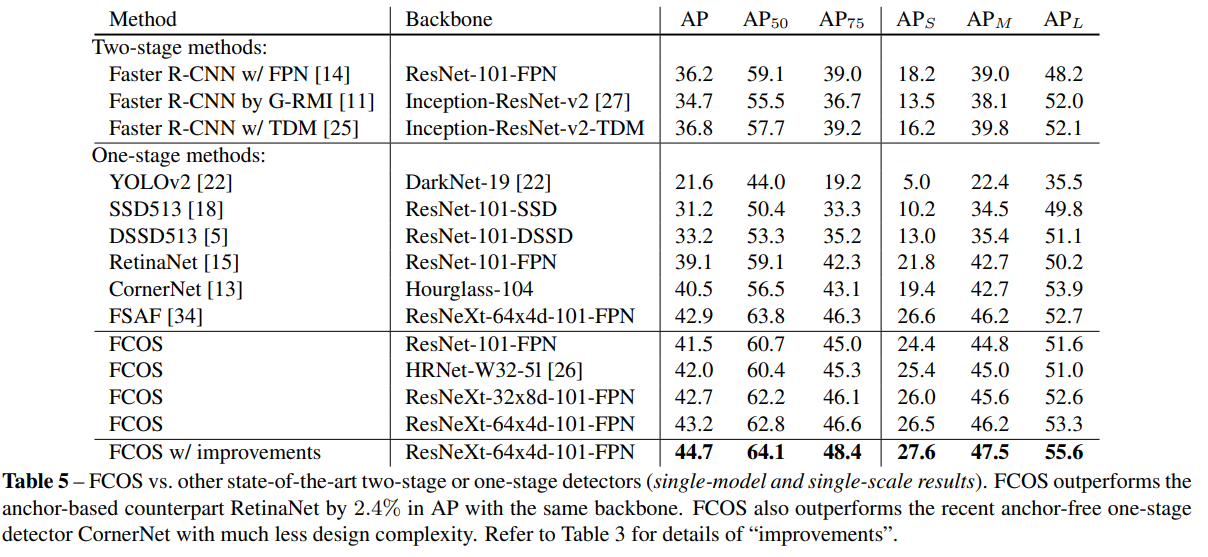 Method Backbone AP AP50 AP75 APS APM APL
Two-stage methods:
Faster R-CNN w/ FPN [14] ResNet-101-FPN 36.2 59.1 39.0 18.2 39.0 48.2
Faster R-CNN by G-RMI [11] Inception-ResNet-v2 [27] 34.7 55.5 36.7 13.5 38.1 52.0
Faster R-CNN w/ TDM [25] Inception-ResNet-v2-TDM 36.8 57.7 39.2 16.2 39.8 52.1
One-stage methods:
YOLOv2 [22] DarkNet-19 [22] 21.6 44.0 19.2 5.0 22.4 35.5
SSD513 [18] ResNet-101-SSD 31.2 50.4 33.3 10.2 34.5 49.8
DSSD513 [5] ResNet-101-DSSD 33.2 53.3 35.2 13.0 35.4 51.1
RetinaNet [15] ResNet-101-FPN 39.1 59.1 42.3 21.8 42.7 50.2
CornerNet [13] Hourglass-104 40.5 56.5 43.1 19.4 42.7 53.9
FSAF [34] ResNeXt-64x4d-101-FPN 42.9 63.8 46.3 26.6 46.2 52.7
FCOS ResNet-101-FPN 41.5 60.7 45.0 24.4 44.8 51.6
FCOS HRNet-W32-5l [26] 42.0 60.4 45.3 25.4 45.0 51.0
FCOS ResNeXt-32x8d-101-FPN 42.7 62.2 46.1 26.0 45.6 52.6
FCOS ResNeXt-64x4d-101-FPN 43.2 62.8 46.6 26.5 46.2 53.3
FCOS w/ improvements ResNeXt-64x4d-101-FPN 44.7 64.1 48.4 27.6 47.5 55.6
Table 5 – FCOS vs. other state-of-the-art two-stage or one-stage detectors (single-model and single-scale results). FCOS outperforms the
anchor-based counterpart RetinaNet by 2.4% in AP with the same backbone. FCOS also outperforms the recent anchor-free one-stage
detector CornerNet with much less design complexity. Refer to Table 3 for details of “improvements”.